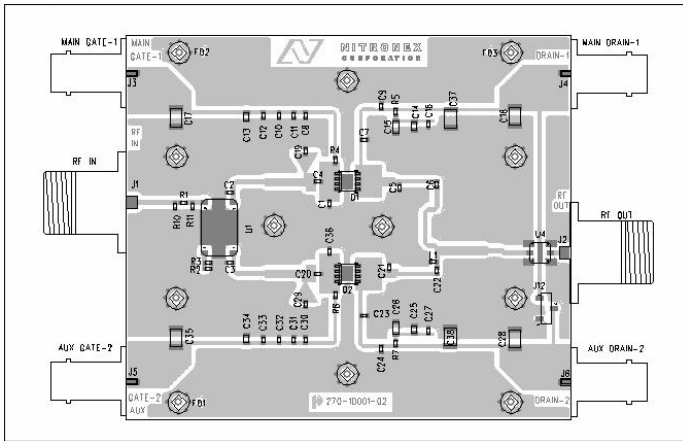 MAIN GATE-1
MAIN
GATE-1
FD2
NITRONEX
CORPORATION
FD3
DRAIN-1
MAIN DRAIN-1
J3
J4
C17
C13
C12
C10
C11
C8
C9
R5
C37
C15
C14
C16
C18
C7
RF
IN
RF IN
C19
R4
C4
Q1
C5
C6
J1
C2
R1
R10
R11
C1
U1
RF
OUT
RT OUT
C36
U4
J2
R3
R2
C3
C20
Q2
C21
C22
C29
R6
J12
C23
C26
C25
C27
C34
C33
C32
C31
C30
C35
C38
C28
R7
C24
AUX GATE-2
AUX DRAIN-2
J5
J6
GATE-2
AUX
FD1
270-10001-02
DRAIN-2